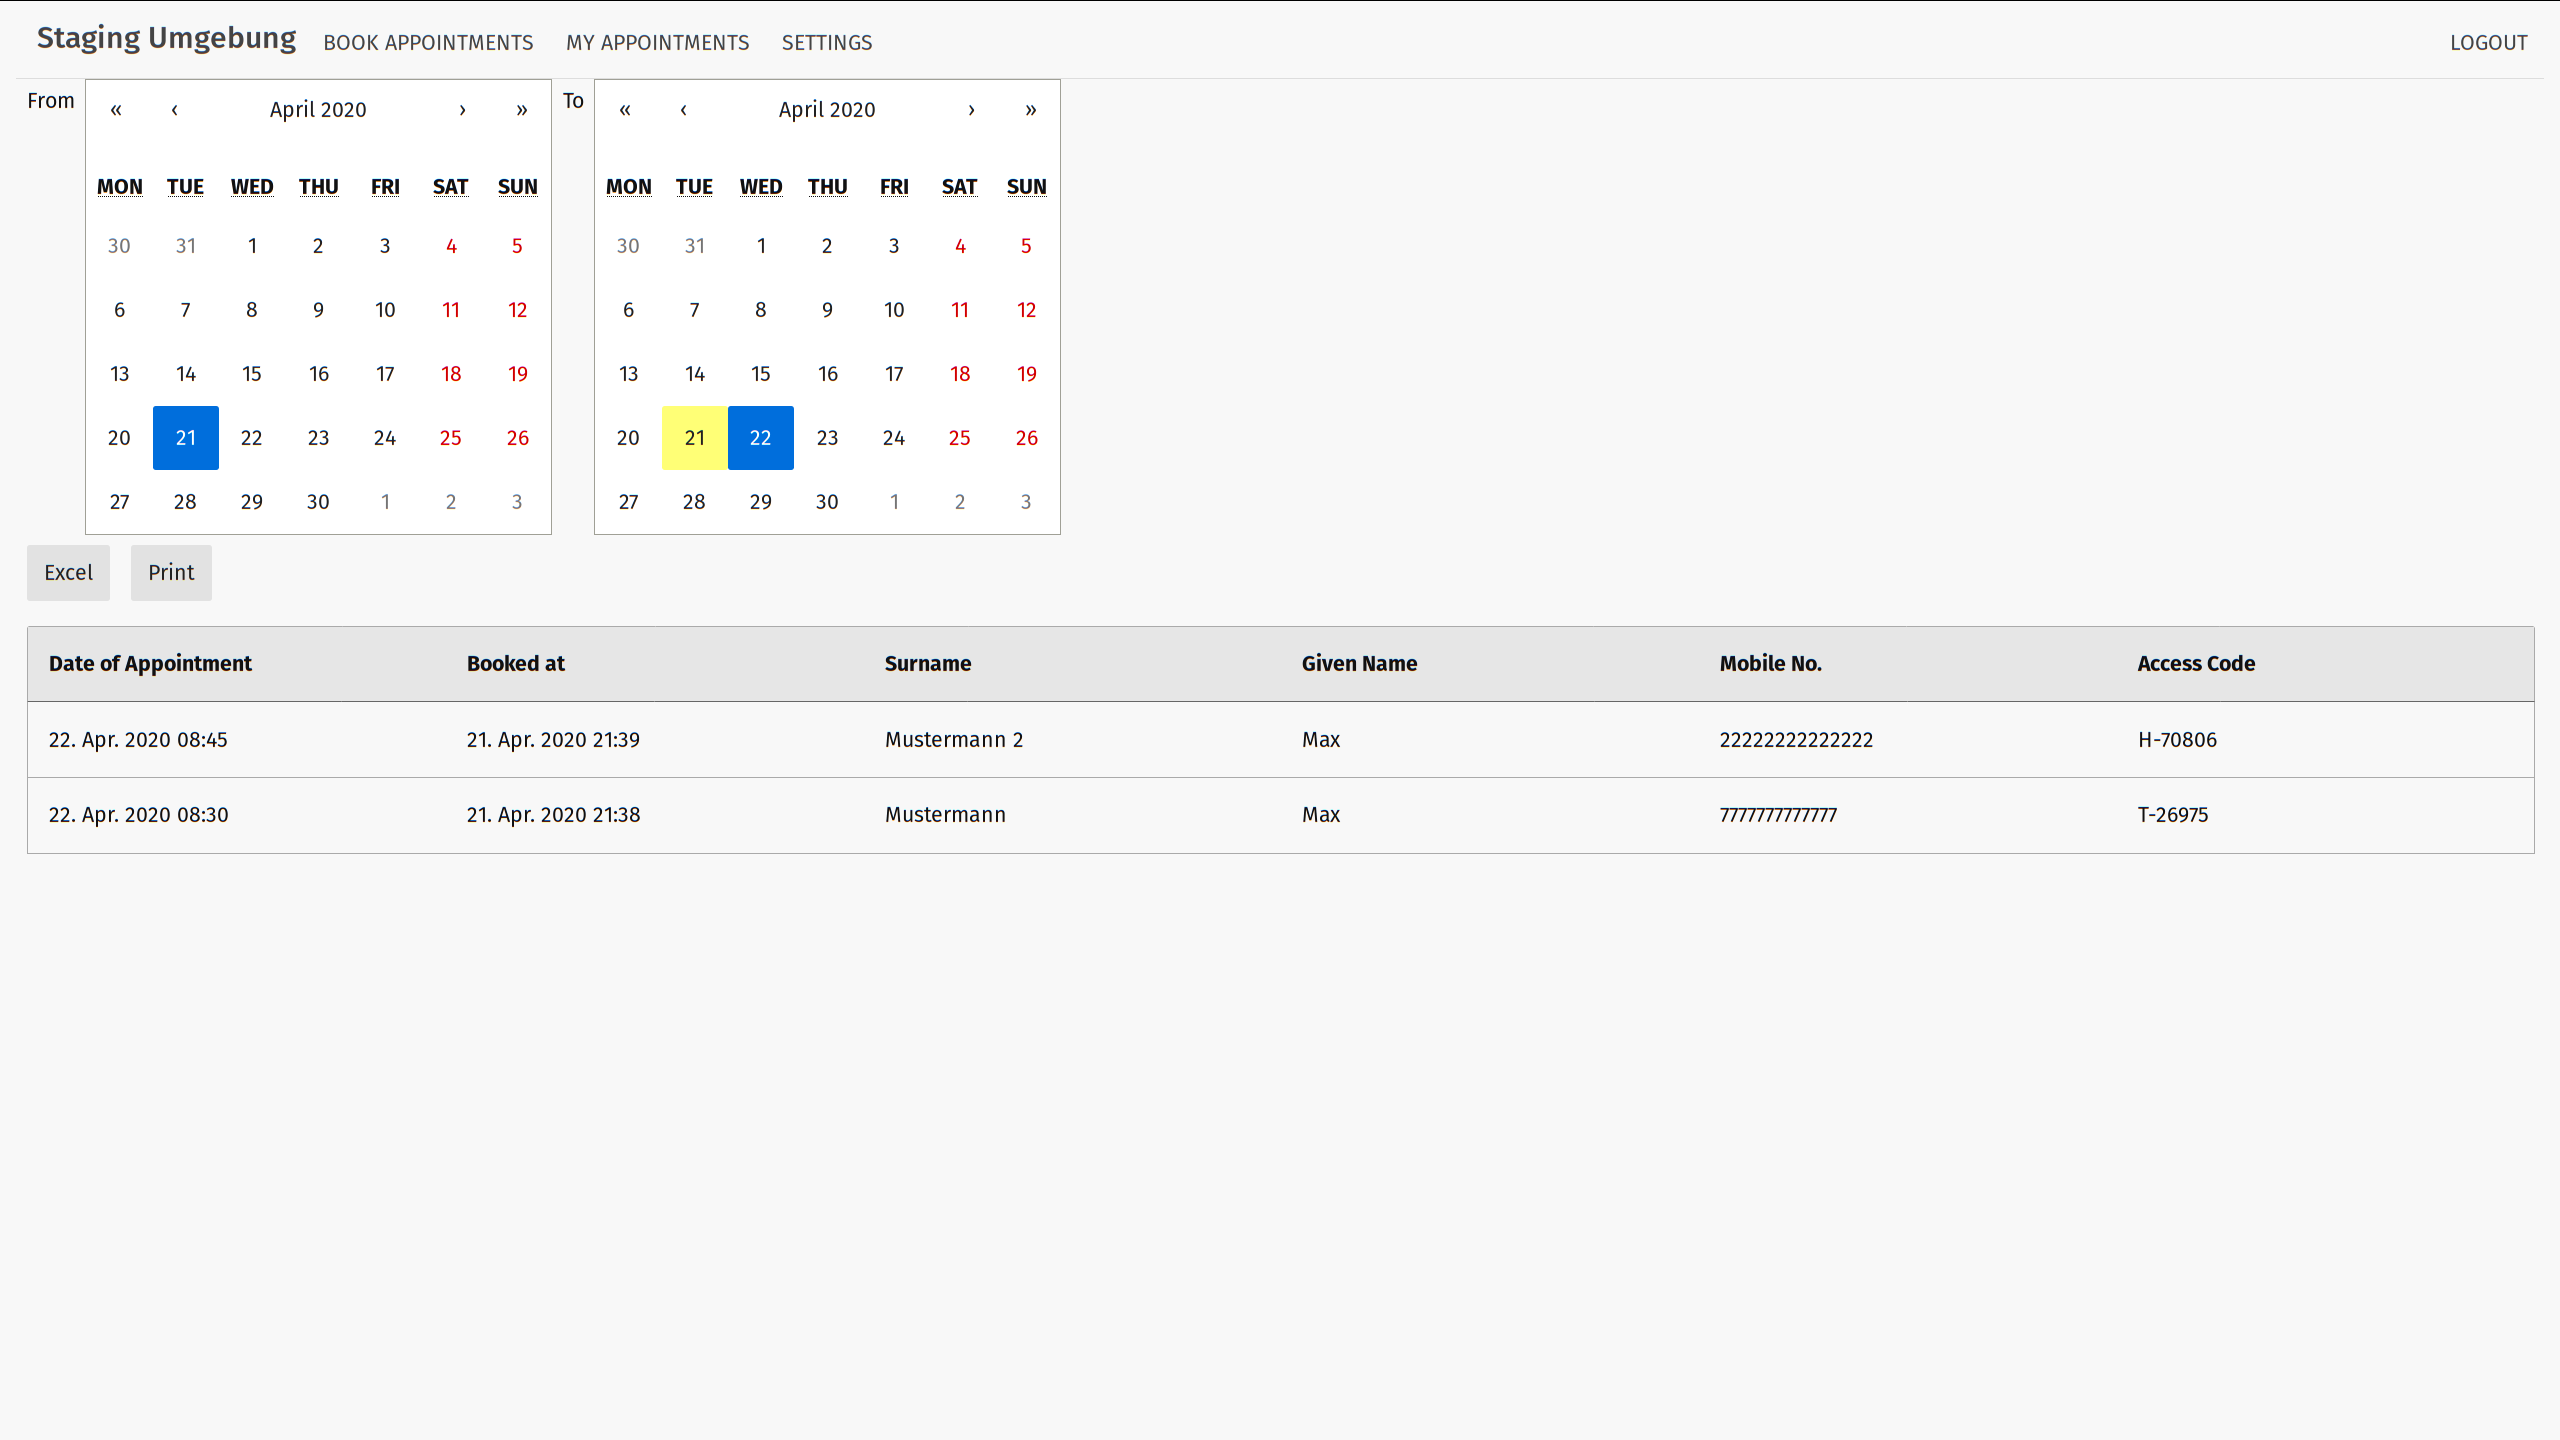 Staging Umgebung BOOK APPOINTMENTS MY APPOINTMENTS SETTINGS LOGOUT
From « ‹ April 2020 › » To « ‹ April 2020 › »
MON TUE WED THU FRI SAT SUN MON TUE WED THU FRI SAT SUN
30 31 1 2 3 4 5 30 31 1 2 3 4 5
6 7 8 9 10 11 12 6 7 8 9 10 11 12
13 14 15 16 17 18 19 13 14 15 16 17 18 19
20 21 22 23 24 25 26 20 21 22 23 24 25 26
27 28 29 30 1 2 3 27 28 29 30 1 2 3
Excel Print
Date of Appointment Booked at Surname Given Name Mobile No. Access Code
22. Apr. 2020 08:45 21. Apr. 2020 21:39 Mustermann 2 Max 22222222222222 H-70806
22. Apr. 2020 08:30 21. Apr. 2020 21:38 Mustermann Max 7777777777777 T-26975